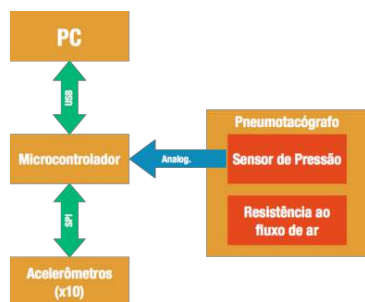 PC
USB
Pneumotacógrafo
Microcontrolador
Analog.
Sensor de Pressão
SPI
Resistência ao
fluxo de ar
Acelerômetros
(x10)